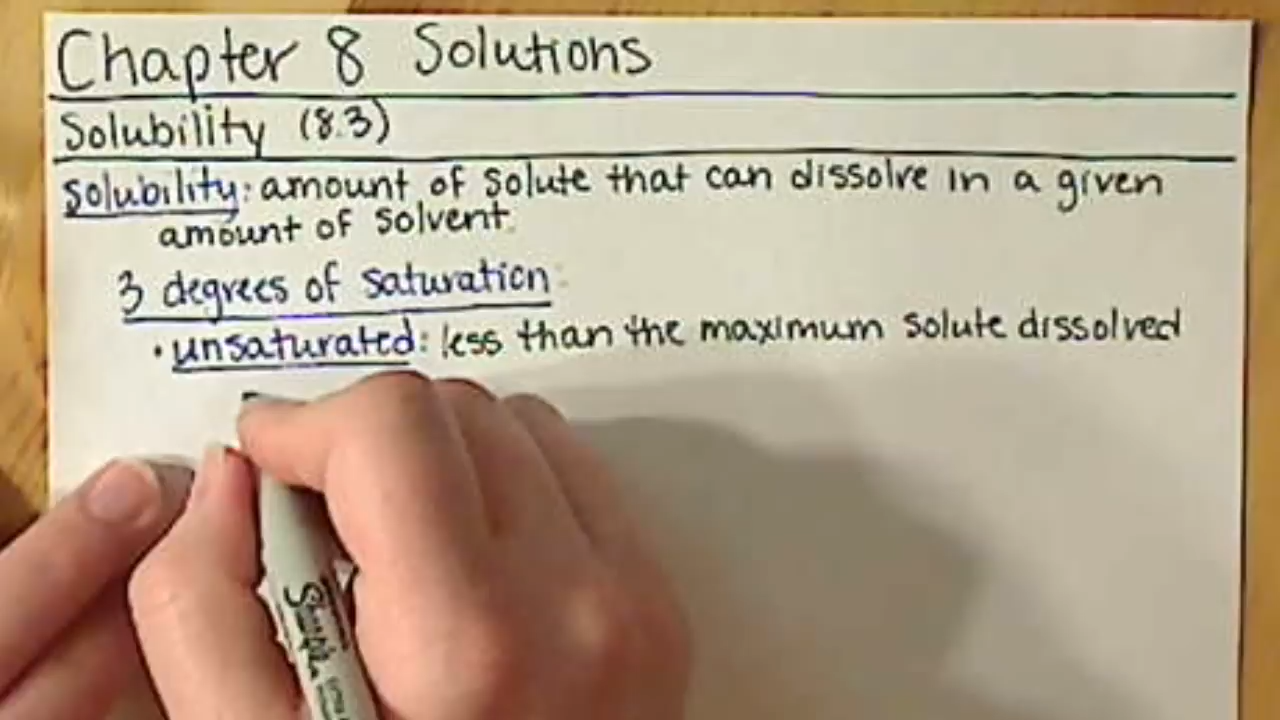 Chapter 8 Solutions
Solubility (8.3)
solubility: amount of solute that can dissolve in a given
amount of solvent.
3 degrees of saturation
• unsaturated: less than the maximum solute dissolved
Sharpie